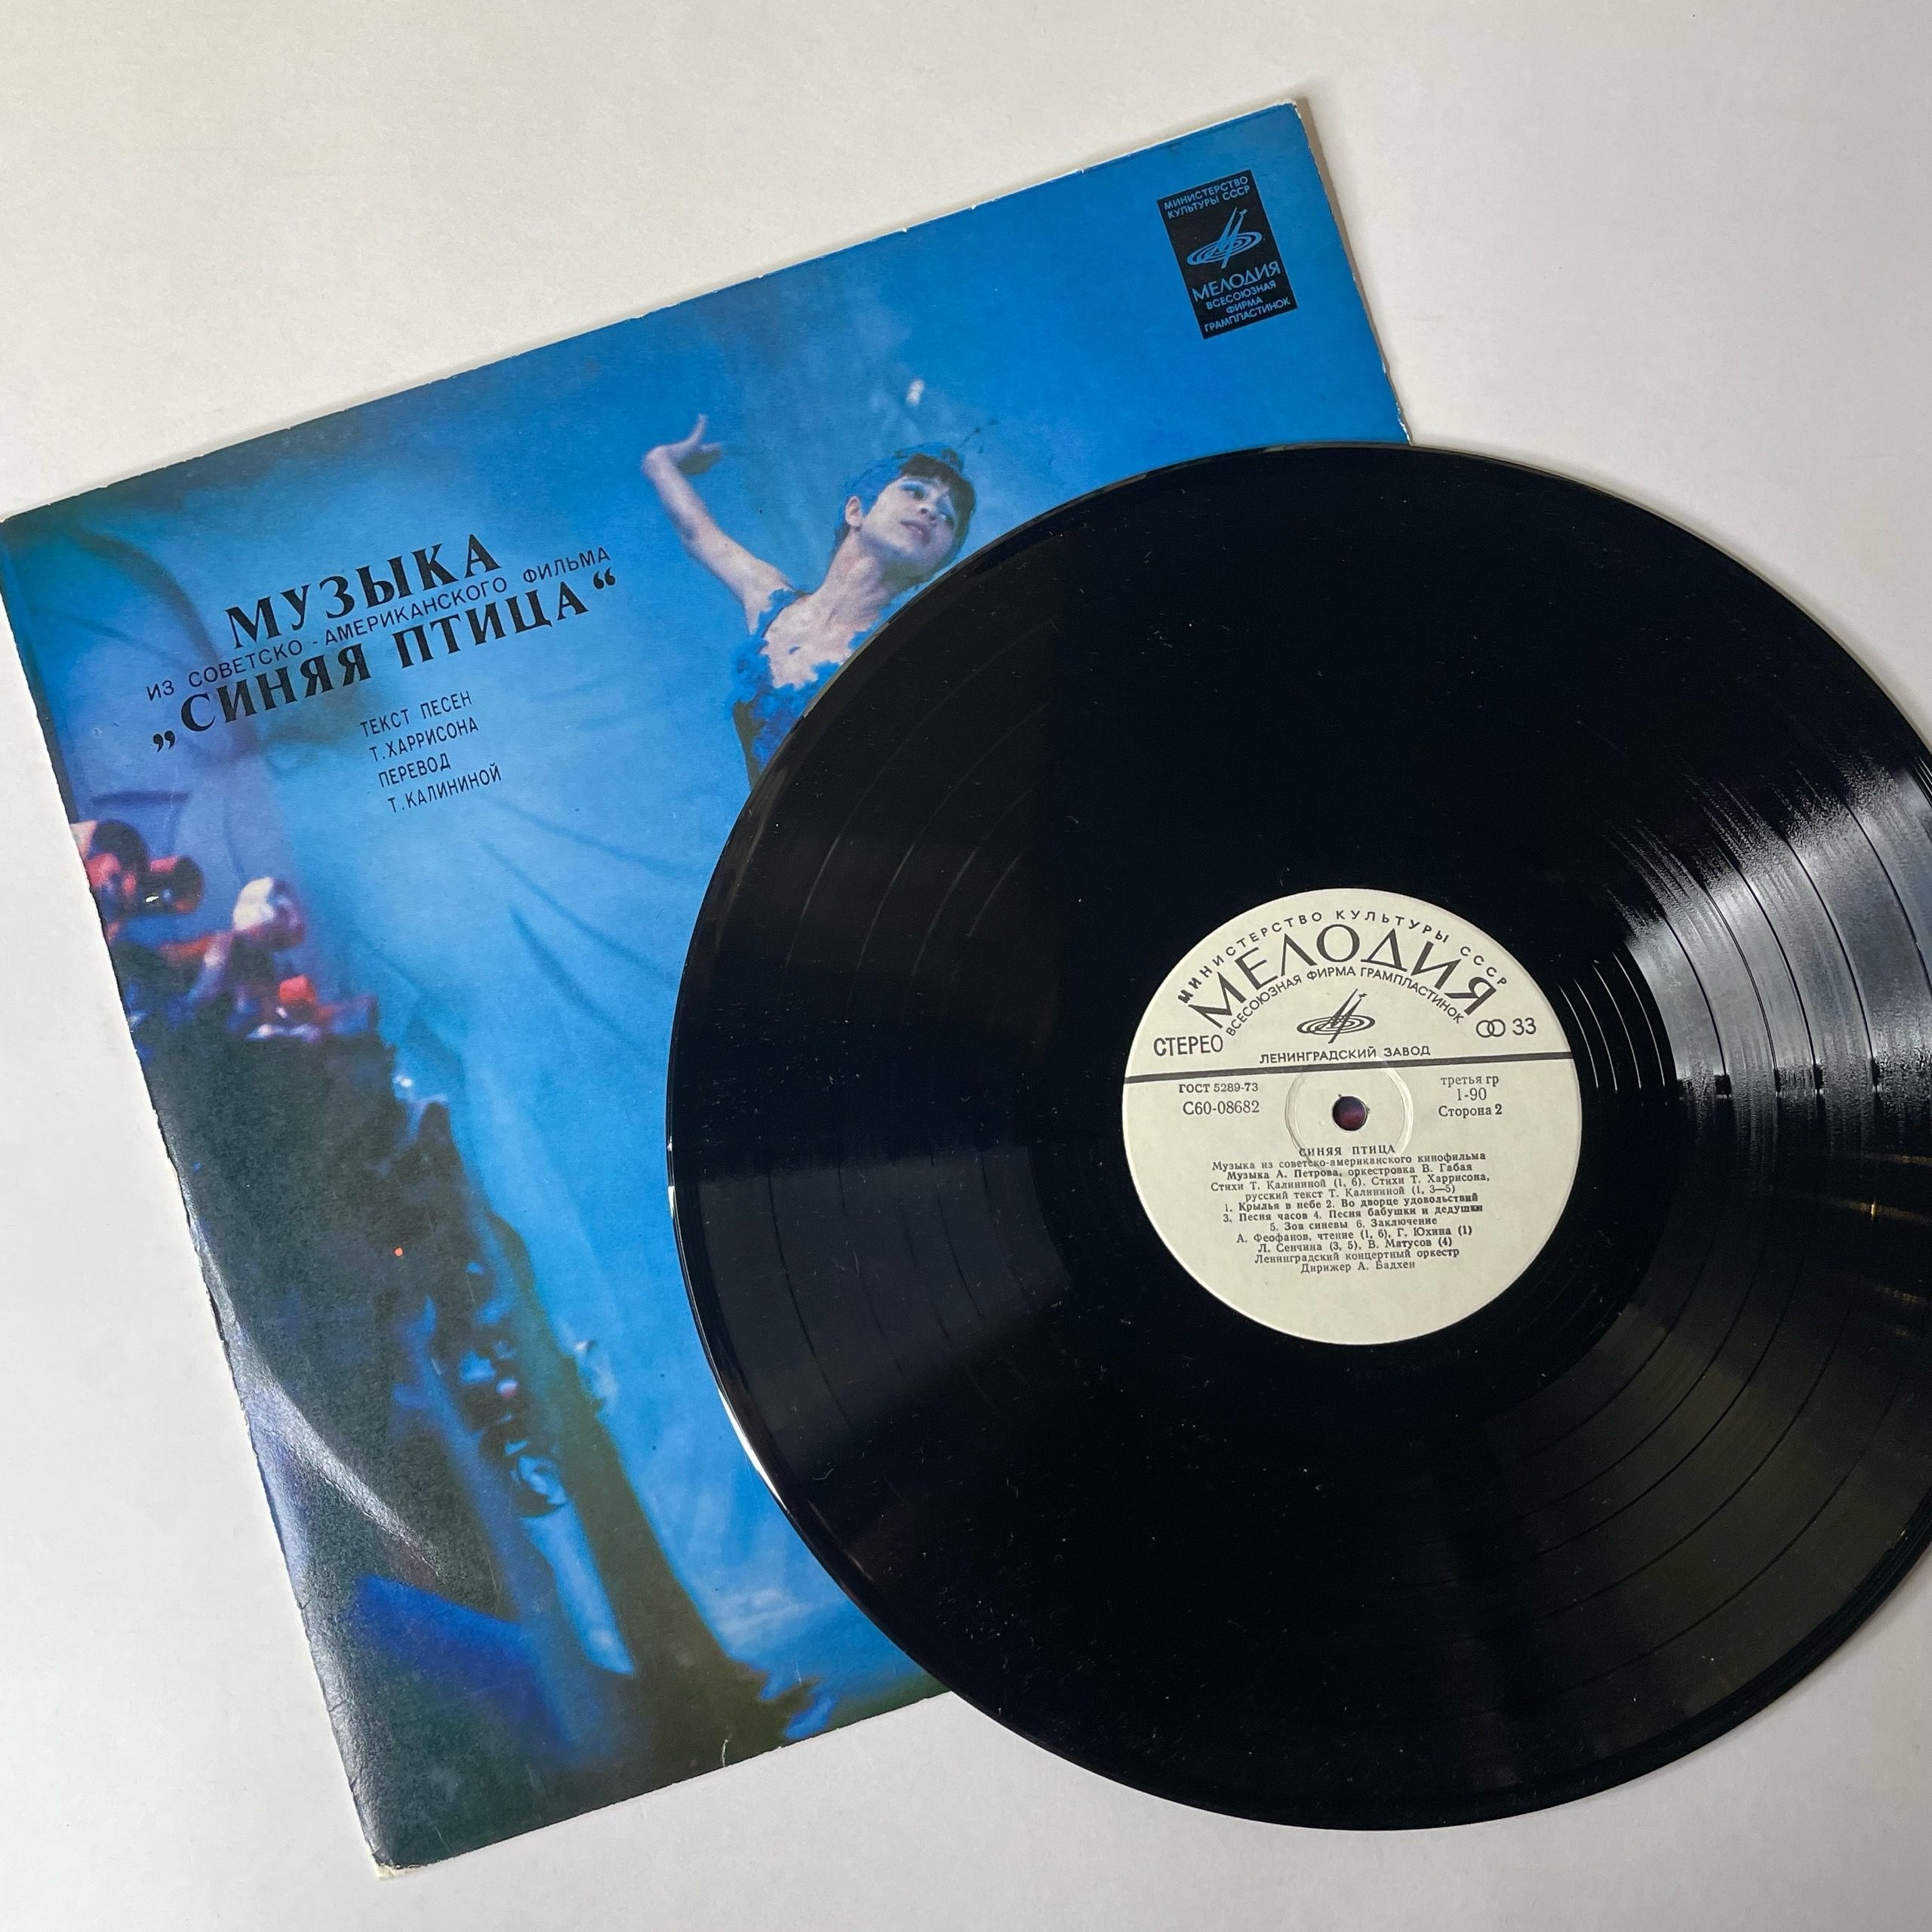 МИНИСТЕРСТВО
КУЛЬТУРЫ СССР
МЕЛОДИЯ
ВСЕСОЮЗНАЯ
ФИРМА
ГРАМПЛАСТИНОК
МУЗЫКА
ИЗ СОВЕТСКО-АМЕРИКАНСКОГО ФИЛЬМА
„СИНЯЯ ПТИЦА“
ТЕКСТ ПЕСЕН
Т.ХАРРИСОНА
ПЕРЕВОД
Т.КАЛИНИНОЙ
МИНИСТЕРСТВО КУЛЬТУРЫ СССР
МЕЛОДИЯ
ВСЕСОЮЗНАЯ ФИРМА ГРАМПЛАСТИНОК
СТЕРЕО
33
ЛЕНИНГРАДСКИЙ ЗАВОД
ГОСТ 5289-73
С60-08682
третья гр
1-90
Сторона 2
СИНЯЯ ПТИЦА
Музыка из советско-американского кинофильма
Музыка А. Петрова, оркестровка В. Габая
Стихи Т. Калининой (1, 6). Стихи Т. Харрисона,
русский текст Т. Калининой (1, 3—5)
1. Крылья в небе 2. Во дворце удовольствий
3. Песня часов 4. Песня бабушки и дедушки
5. Зов синевы 6. Заключение
А. Феофанов, чтение (1, 6), Г. Юхина (1)
Л. Сенчина (3, 5), В. Матусов (4)
Ленинградский концертный оркестр
Дирижер А. Бадхен